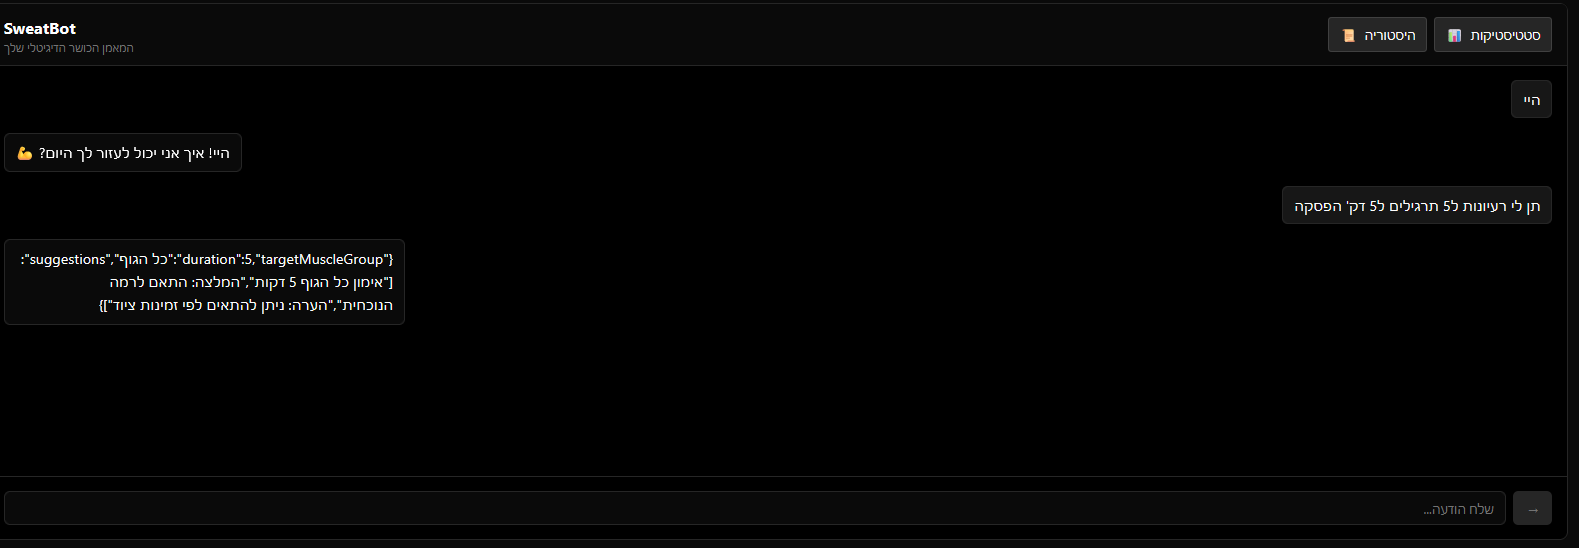 SweatBot
המאמן הכושר הדיגיטלי שלך
סטטיסטיקות 📊
היסטוריה 📜
היי
היי! איך אני יכול לעזור לך היום? 💪
תן לי רעיונות ל5 תרגילים ל5 דק' הפסקה
{"duration":5,"targetMuscleGroup":"כל הגוף","suggestions":
["אימון כל הגוף 5 דקות","המלצה: התאם לרמה
הנוכחית","הערה: ניתן להתאים לפי זמינות ציוד"]}
שלח הודעה...
→